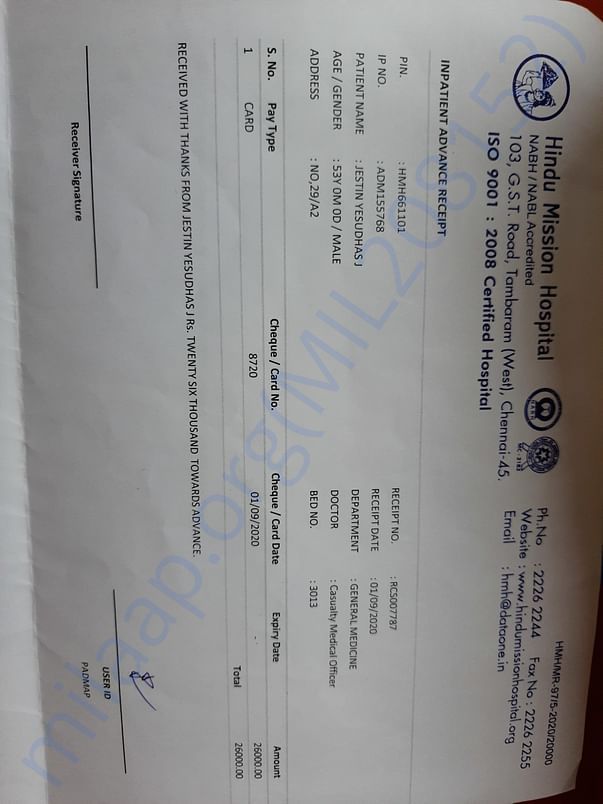 HMH/MR-97/5-2020/20000
Hindu Mission Hospital
NABH / NABL Accredited
103, G.S.T. Road, Tambaram (West), Chennai-45.
ISO 9001 : 2008 Certified Hospital
Ph.No : 2226 2244 Fax No : 2226 2255
Website : www.hindumissionhospital.org
Email : hmh@dataone.in
INPATIENT ADVANCE RECEIPT
PIN. : HMH661101 RECEIPT NO. : RCS007787
IP NO. : ADM155768 RECEIPT DATE : 01/09/2020
PATIENT NAME : JESTIN YESUDHAS J DEPARTMENT : GENERAL MEDICINE
AGE / GENDER : 53Y 0M 0D / MALE DOCTOR : Casualty Medical Officer
ADDRESS : NO,29/A2 BED NO. : 3013
S. No. Pay Type Cheque / Card No. Cheque / Card Date Expiry Date Amount
1 CARD 8720 01/09/2020 - 26000.00
Total 26000.00
RECEIVED WITH THANKS FROM JESTIN YESUDHAS J Rs. TWENTY SIX THOUSAND TOWARDS ADVANCE.
Receiver Signature
USER ID
PADMAP
milaap.org(MIL208152)